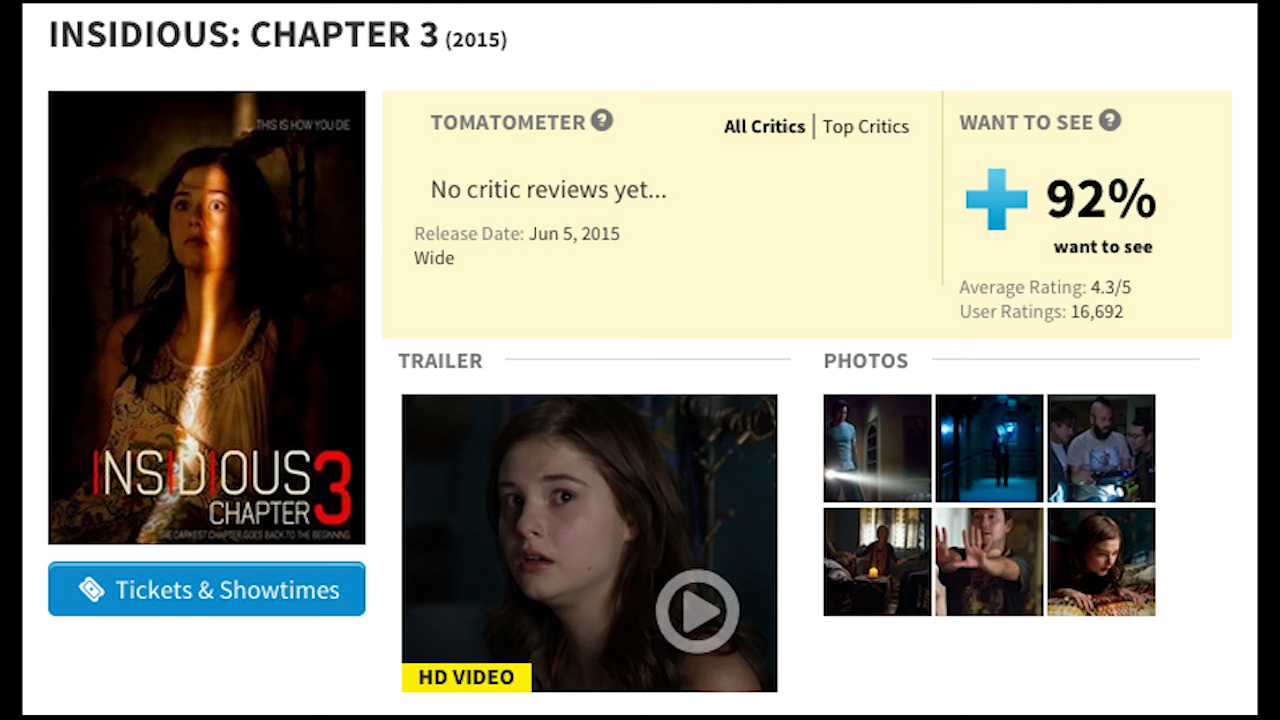 INSIDIOUS: CHAPTER 3 (2015)
THIS IS HOW YOU DIE
INSIDIOUS
CHAPTER 3
THE DARKEST CHAPTER GOES BACK TO THE BEGINNING
Tickets & Showtimes
TOMATOMETER ?
All Critics | Top Critics
No critic reviews yet...
Release Date: Jun 5, 2015
Wide
WANT TO SEE ?
92%
want to see
Average Rating: 4.3/5
User Ratings: 16,692
TRAILER
HD VIDEO
PHOTOS